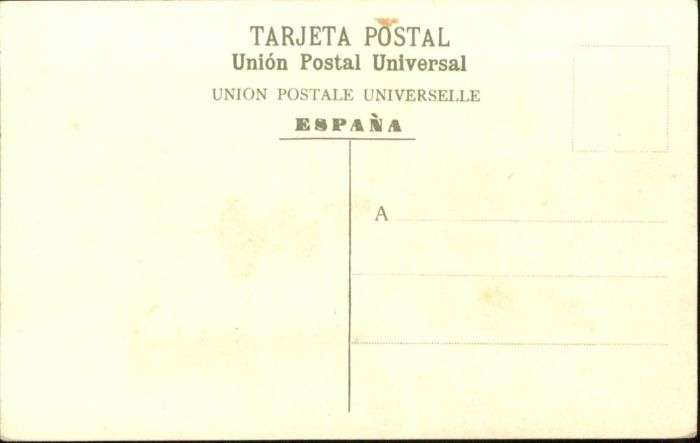 TARJETA POSTAL
Unión Postal Universal
UNION POSTALE UNIVERSELLE
ESPAÑA
A